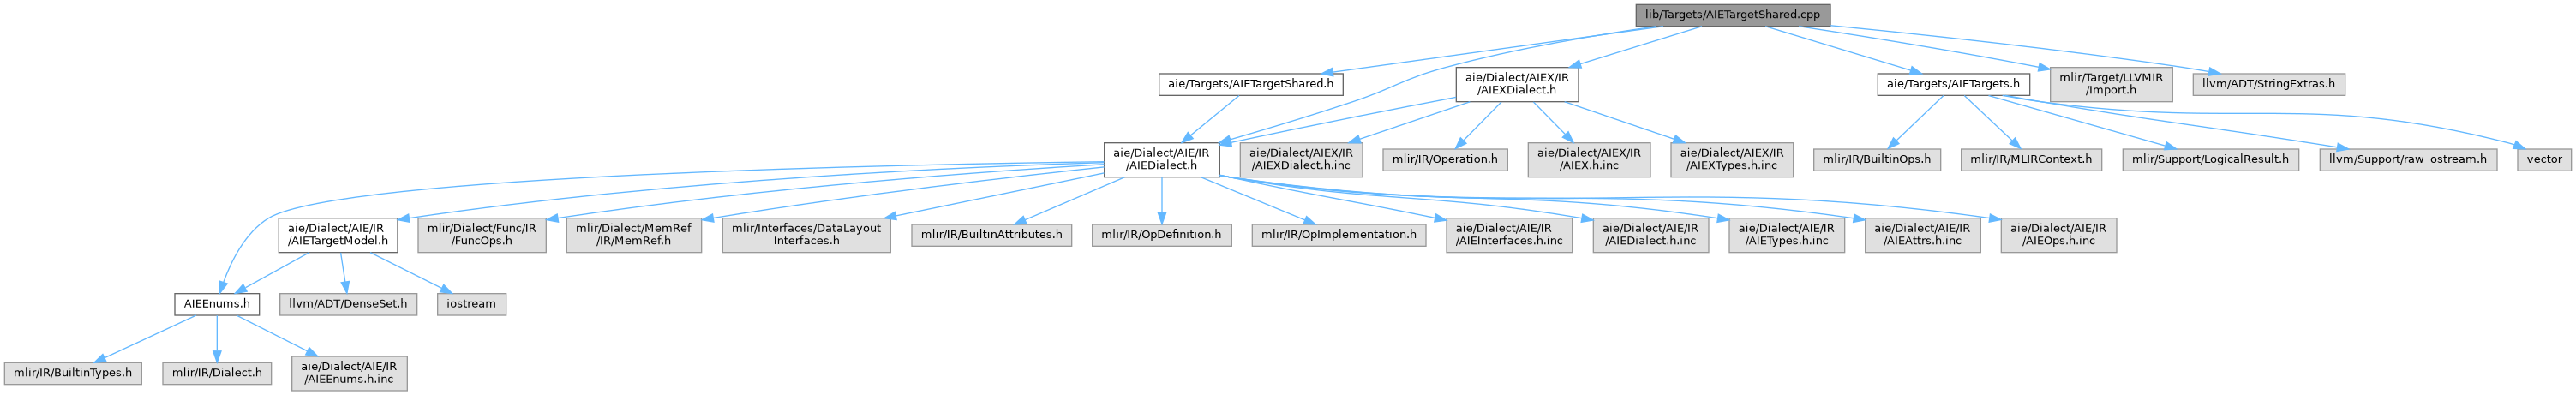 lib/Targets/AIETargetShared.cpp
aie/Targets/AIETargetShared.h
aie/Dialect/AIEX/IR
/AIEXDialect.h
aie/Targets/AIETargets.h
mlir/Target/LLVMIR
/Import.h
llvm/ADT/StringExtras.h
aie/Dialect/AIE/IR
/AIEDialect.h
aie/Dialect/AIEX/IR
/AIEXDialect.h.inc
mlir/IR/Operation.h
aie/Dialect/AIEX/IR
/AIEX.h.inc
aie/Dialect/AIEX/IR
/AIEXTypes.h.inc
mlir/IR/BuiltinOps.h
mlir/IR/MLIRContext.h
mlir/Support/LogicalResult.h
llvm/Support/raw_ostream.h
vector
aie/Dialect/AIE/IR
/AIETargetModel.h
mlir/Dialect/Func/IR
/FuncOps.h
mlir/Dialect/MemRef
/IR/MemRef.h
mlir/Interfaces/DataLayout
Interfaces.h
mlir/IR/BuiltinAttributes.h
mlir/IR/OpDefinition.h
mlir/IR/OpImplementation.h
aie/Dialect/AIE/IR
/AIEInterfaces.h.inc
aie/Dialect/AIE/IR
/AIEDialect.h.inc
aie/Dialect/AIE/IR
/AIETypes.h.inc
aie/Dialect/AIE/IR
/AIEAttrs.h.inc
aie/Dialect/AIE/IR
/AIEOps.h.inc
AIEEnums.h
llvm/ADT/DenseSet.h
iostream
mlir/IR/BuiltinTypes.h
mlir/IR/Dialect.h
aie/Dialect/AIE/IR
/AIEEnums.h.inc